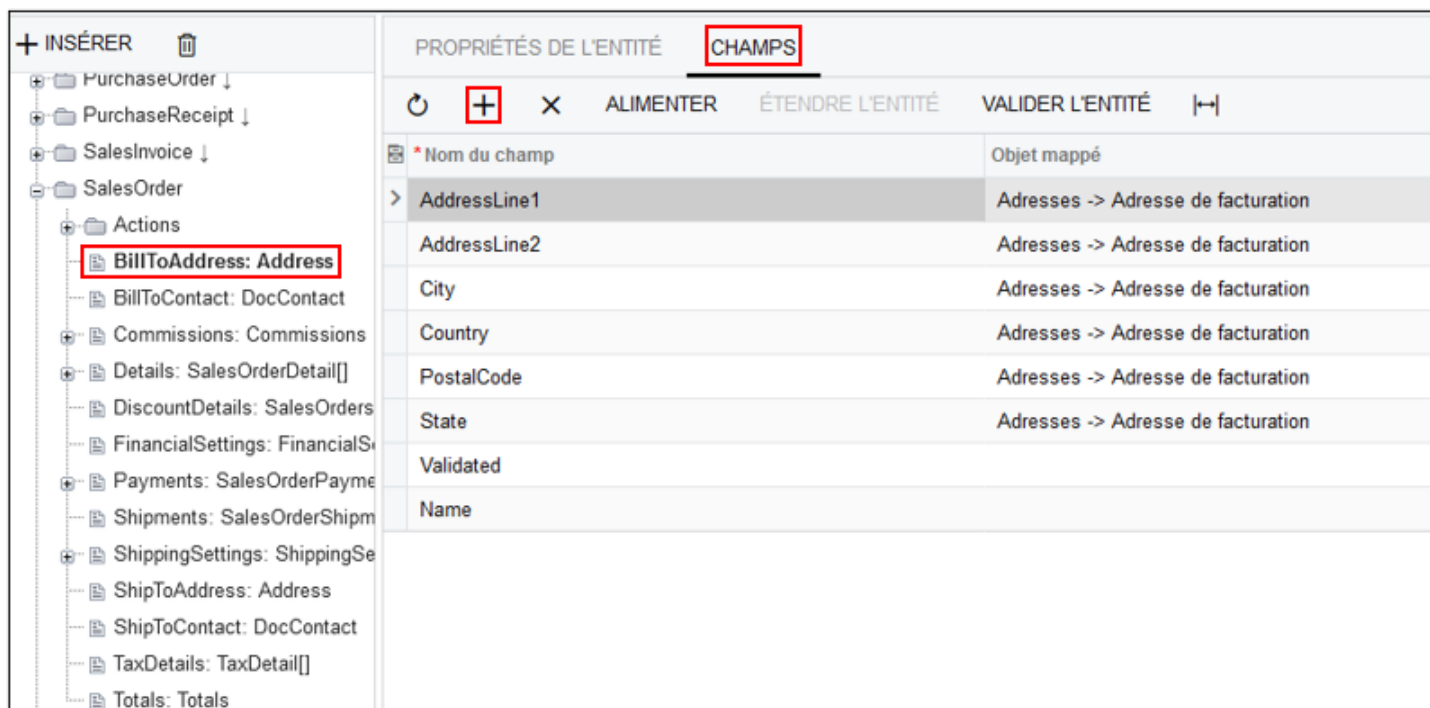 + INSÉRER
PurchaseOrder ↓
PurchaseReceipt ↓
SalesInvoice ↓
SalesOrder
Actions
BillToAddress: Address
BillToContact: DocContact
Commissions: Commissions
Details: SalesOrderDetail[]
DiscountDetails: SalesOrders
FinancialSettings: FinancialS
Payments: SalesOrderPayme
Shipments: SalesOrderShipm
ShippingSettings: ShippingSe
ShipToAddress: Address
ShipToContact: DocContact
TaxDetails: TaxDetail[]
Totals: Totals
PROPRIÉTÉS DE L'ENTITÉ CHAMPS
ALIMENTER ÉTENDRE L'ENTITÉ VALIDER L'ENTITÉ
* Nom du champ Objet mappé
AddressLine1 Adresses -> Adresse de facturation
AddressLine2 Adresses -> Adresse de facturation
City Adresses -> Adresse de facturation
Country Adresses -> Adresse de facturation
PostalCode Adresses -> Adresse de facturation
State Adresses -> Adresse de facturation
Validated
Name